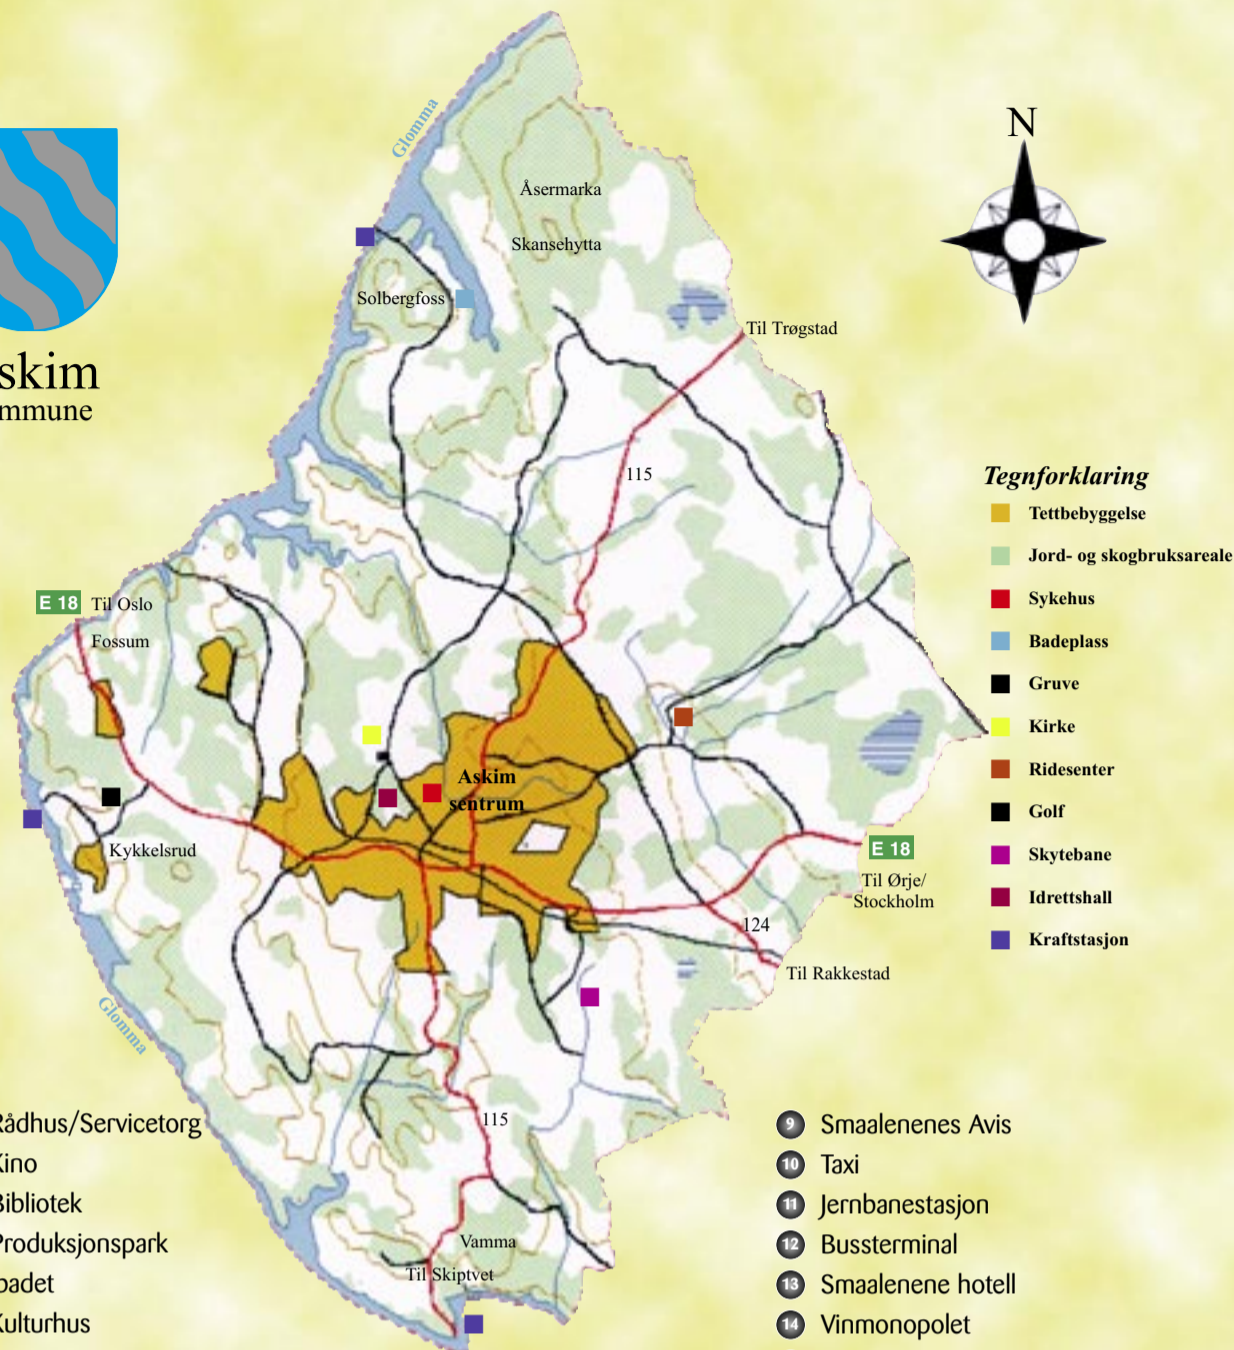 skim
mmune
N
Glomma
Åsermarka
Skansehytta
Solbergfoss
Til Trøgstad
115
E 18
Til Oslo
Fossum
Askim
sentrum
Kykkelsrud
E 18
Til Ørje/
Stockholm
124
Til Rakkestad
Glomma
115
Vamma
Til Skiptvet
Tegnforklaring
Tettbebyggelse
Jord- og skogbruksareale
Sykehus
Badeplass
Gruve
Kirke
Ridesenter
Golf
Skytebane
Idrettshall
Kraftstasjon
Rådhus/Servicetorg
Kino
Bibliotek
Produksjonspark
badet
Kulturhus
9 Smaalenenes Avis
10 Taxi
11 Jernbanestasjon
12 Bussterminal
13 Smaalenene hotell
14 Vinmonopolet